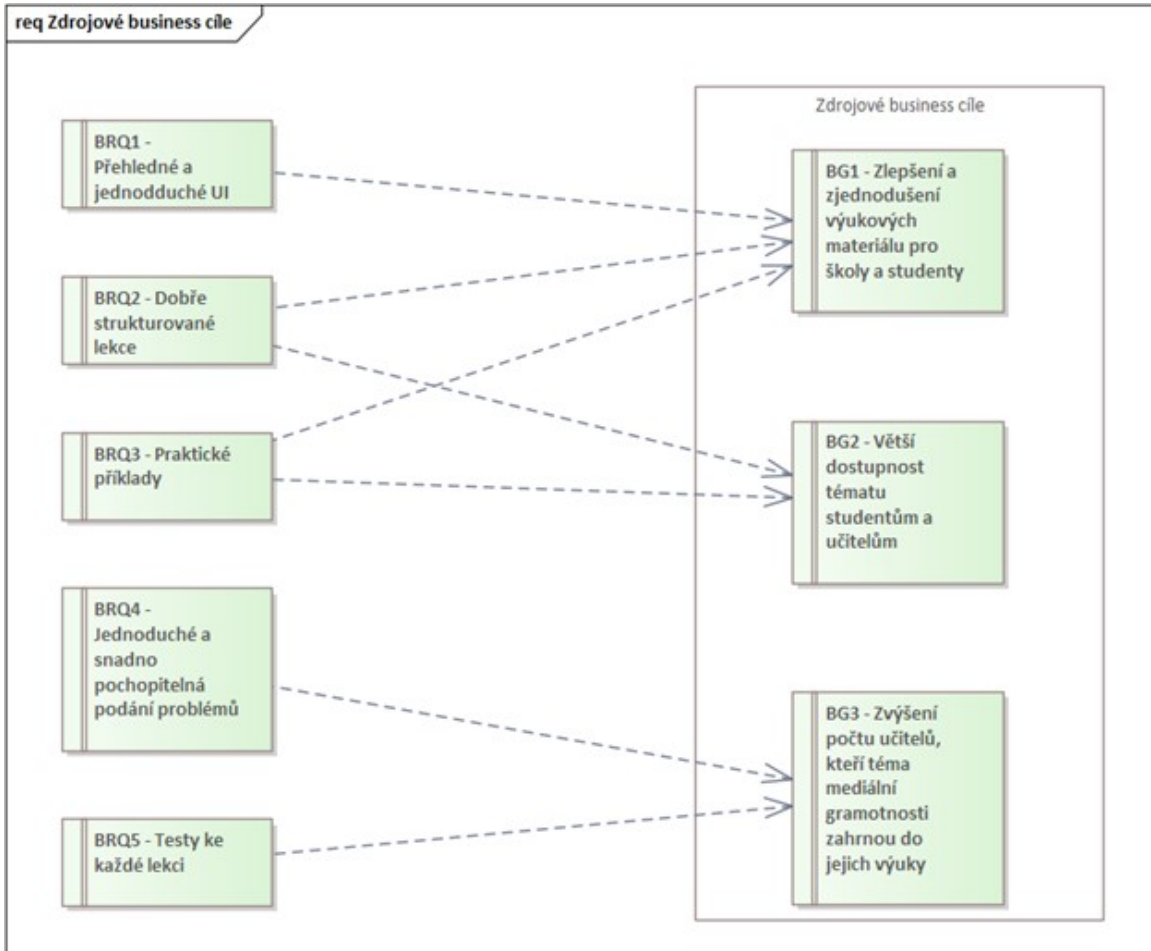 req Zdrojové business cíle
BRQ1 -
Přehledné a
jednodduché UI
BRQ2 - Dobře
strukturované
lekce
BRQ3 - Praktické
příklady
BRQ4 -
Jednoduché a
snadno
pochopitelná
podání problémů
BRQ5 - Testy ke
každé lekci
Zdrojové business cíle
BG1 - Zlepšení a
zjednodušení
výukových
materiálu pro
školy a studenty
BG2 - Větší
dostupnost
tématu
studentům a
učitelům
BG3 - Zvýšení
počtu učitelů,
kteří téma
mediální
gramotnosti
zahrnou do
jejich výuky